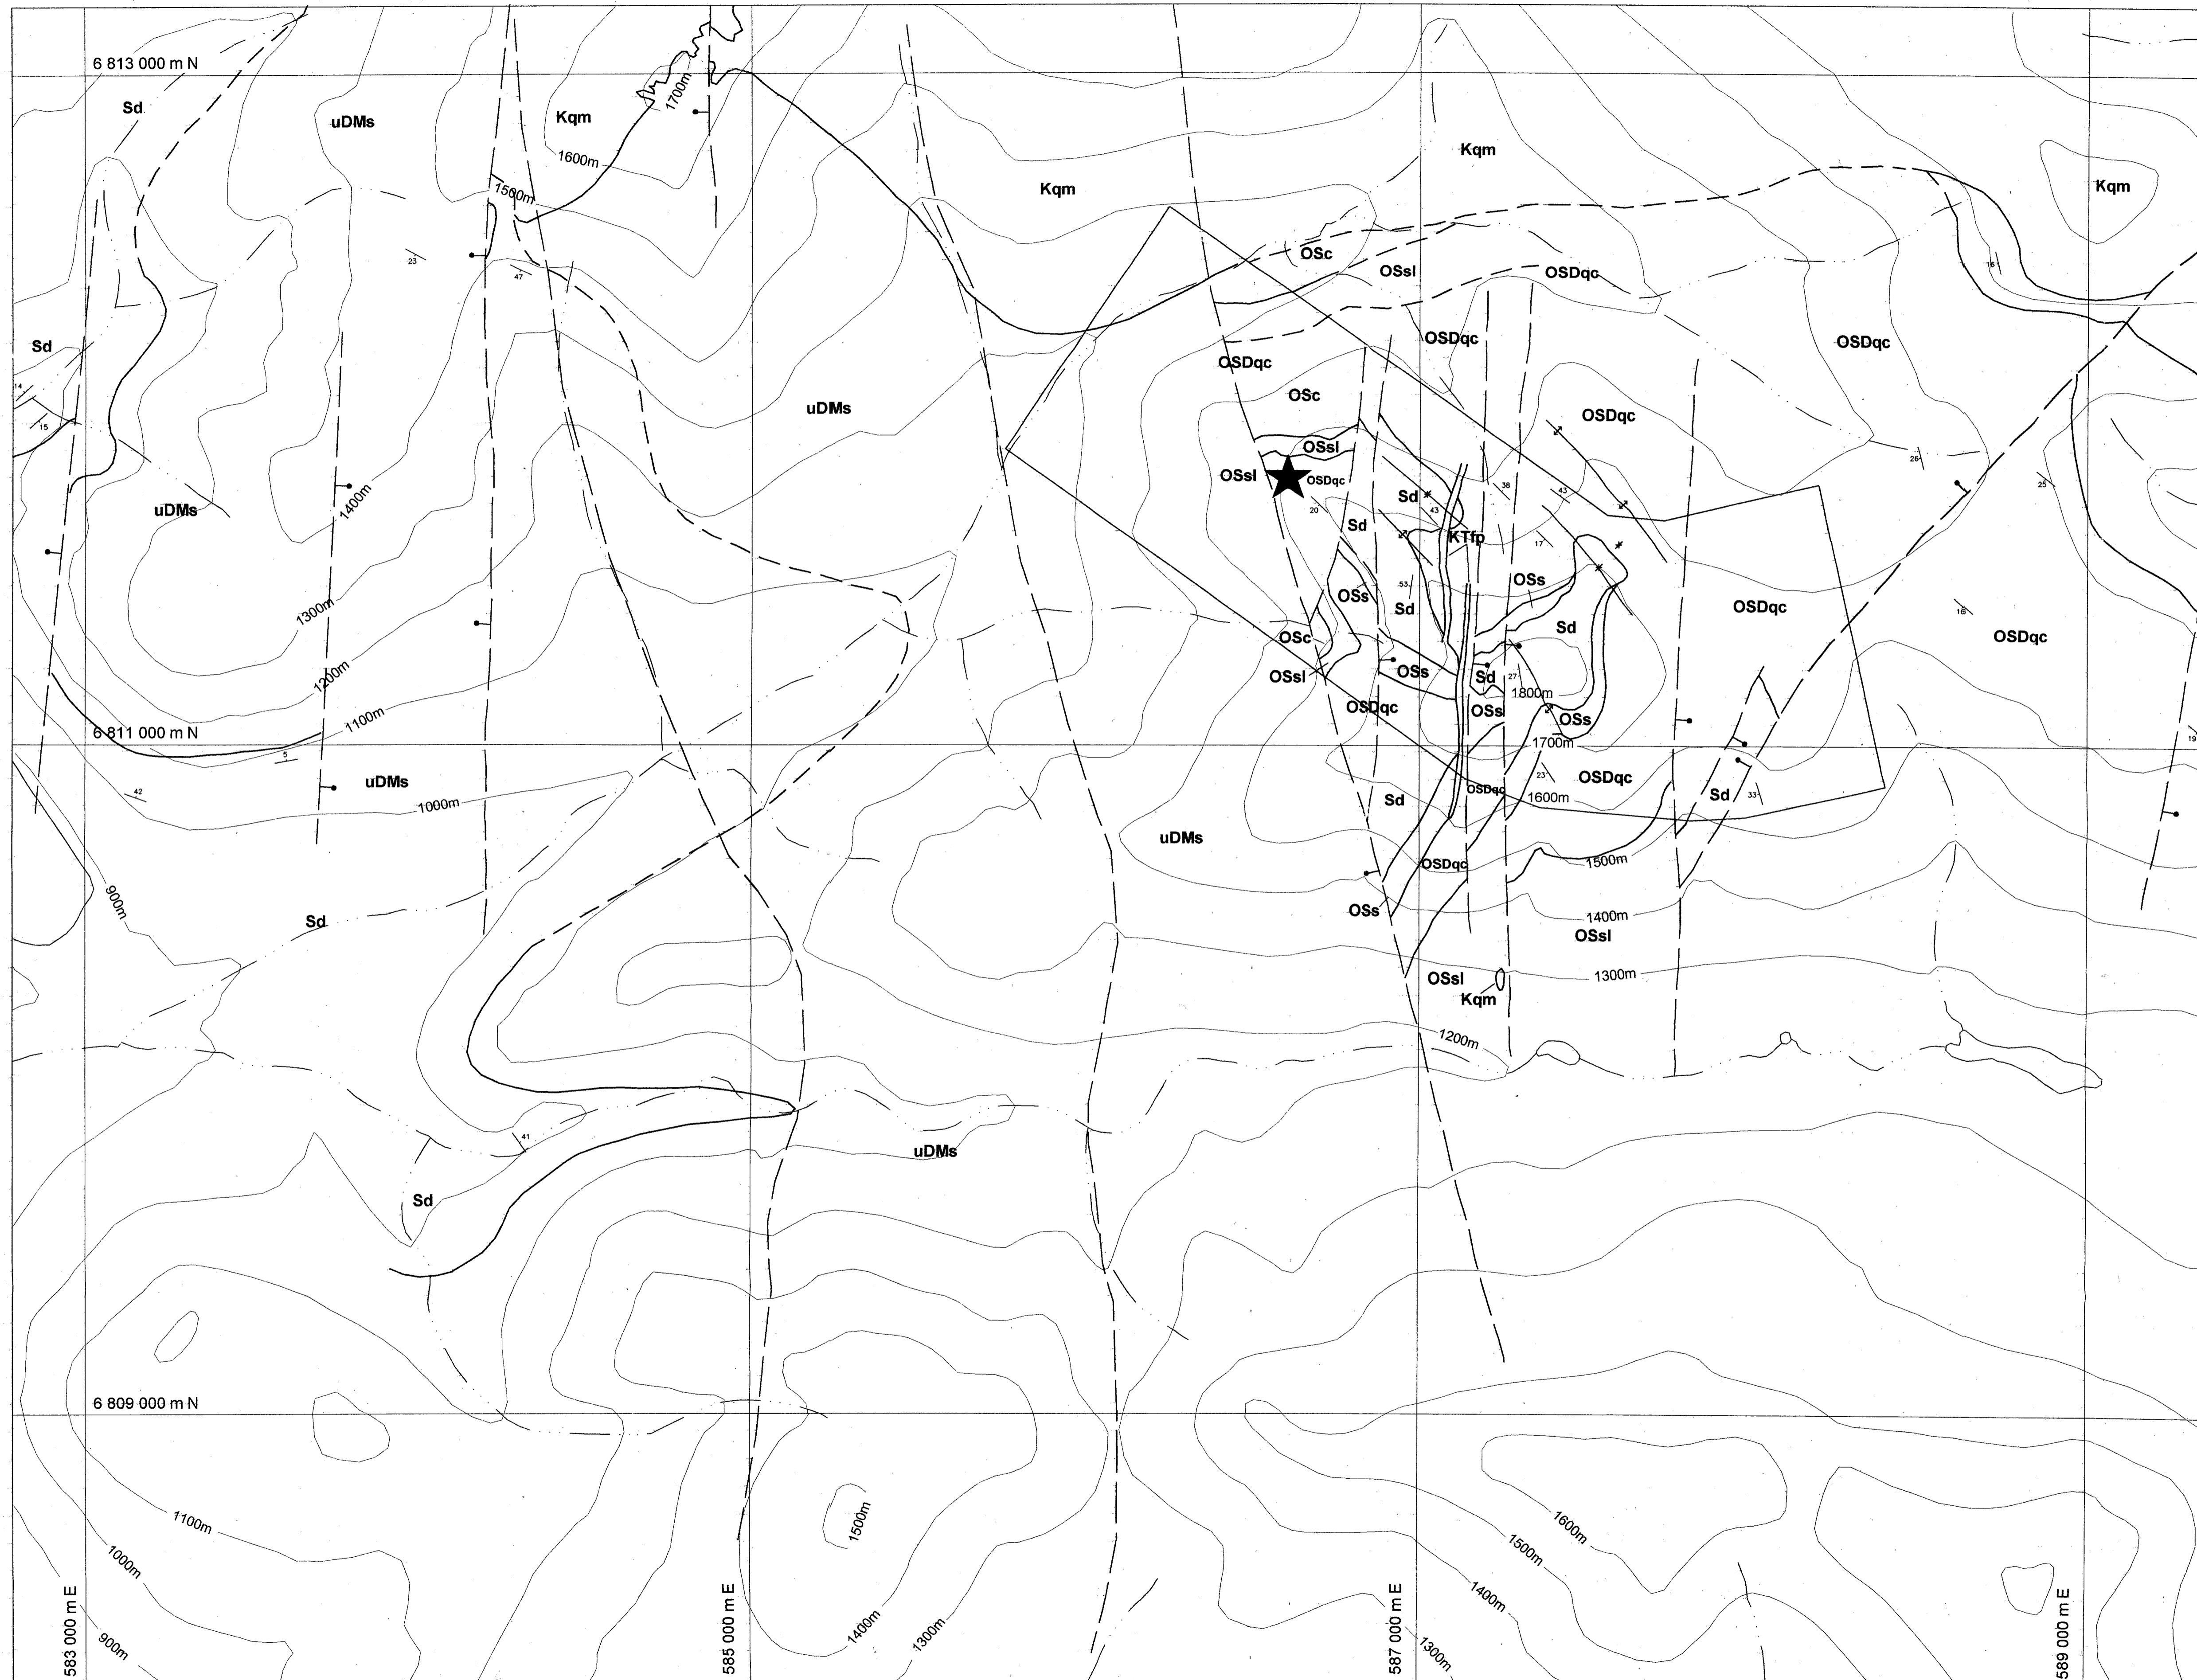 6 813 000 m N
1700m
Sd
uDMs
Kqm
Kqm
1600m
Kqm
Kqm
1500m
OSc
23
47
OSsl
OSDqc
16
Sd
OSDqc
OSDqc
OSDqc
14
OSc
uDMs
OSDqc
15
OSsl
26
OSsl
OSDqc
25
38
43
Sd
1400m
uDMs
20
43
Sd
KTfp
17
OSs
53
OSs
1300m
Sd
OSDqc
16
Sd
OSc
OSDqc
1200m
OSs
OSsl
Sd
27
1800m
OSDqc
OSs
OSs
1100m
6 811 000 m N
1700m
19
5
uDMs
23
OSDqc
42
OSDqc
1600m
Sd
Sd
33
1000m
uDMs
OSDqc
1500m
900m
OSs
1400m
Sd
OSsl
OSsl
1300m
Kqm
1200m
41
uDMs
Sd
6 809 000 m N
1500m
1100m
1600m
1500m
1000m
1400m
1400m
1300m
900m
1300m
583 000 m E
585 000 m E
587 000 m E
589 000 m E